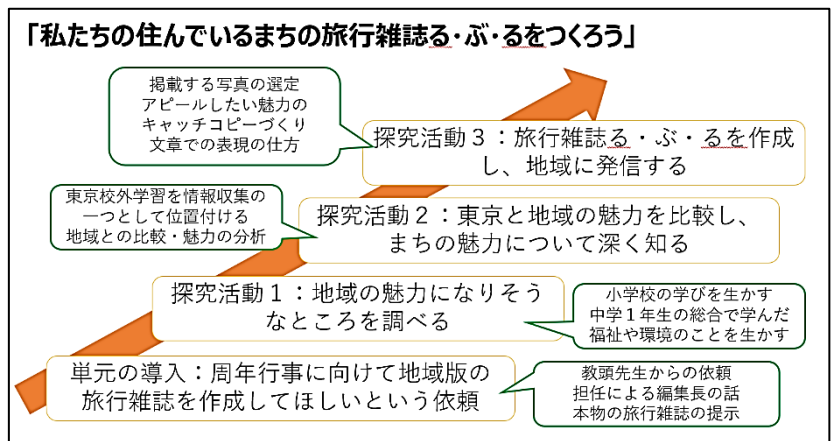 「私たちの住んでいるまちの旅行雑誌る・ぶ・るをつくろう」
掲載する写真の選定
アピールしたい魅力の
キャッチコピーづくり
文章での表現の仕方
探究活動３：旅行雑誌る・ぶ・るを作成
し、地域に発信する
東京校外学習を情報収集の
一つとして位置付ける
地域との比較・魅力の分析
探究活動２：東京と地域の魅力を比較し、
まちの魅力について深く知る
探究活動１：地域の魅力になりそう
なところを調べる
小学校の学びを生かす
中学１年生の総合で学んだ
福祉や環境のことを生かす
単元の導入：周年行事に向けて地域版の
旅行雑誌を作成してほしいという依頼
教頭先生からの依頼
担任による編集長の話
本物の旅行雑誌の提示